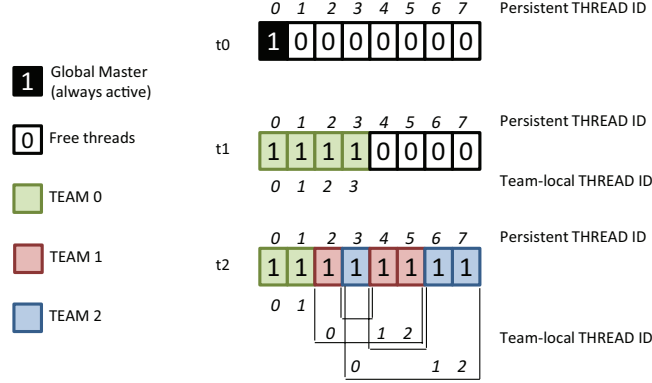 0 1 2 3 4 5 6 7 Persistent THREAD ID
t0 1 0 0 0 0 0 0 0
1 Global Master
(always active)
0 Free threads
0 1 2 3 4 5 6 7 Persistent THREAD ID
t1 1 1 1 1 0 0 0 0
0 1 2 3 Team-local THREAD ID
TEAM 0
0 1 2 3 4 5 6 7 Persistent THREAD ID
TEAM 1
t2 1 1 1 1 1 1 1 1
TEAM 2
0 1
0 1 2 Team-local THREAD ID
0 1 2